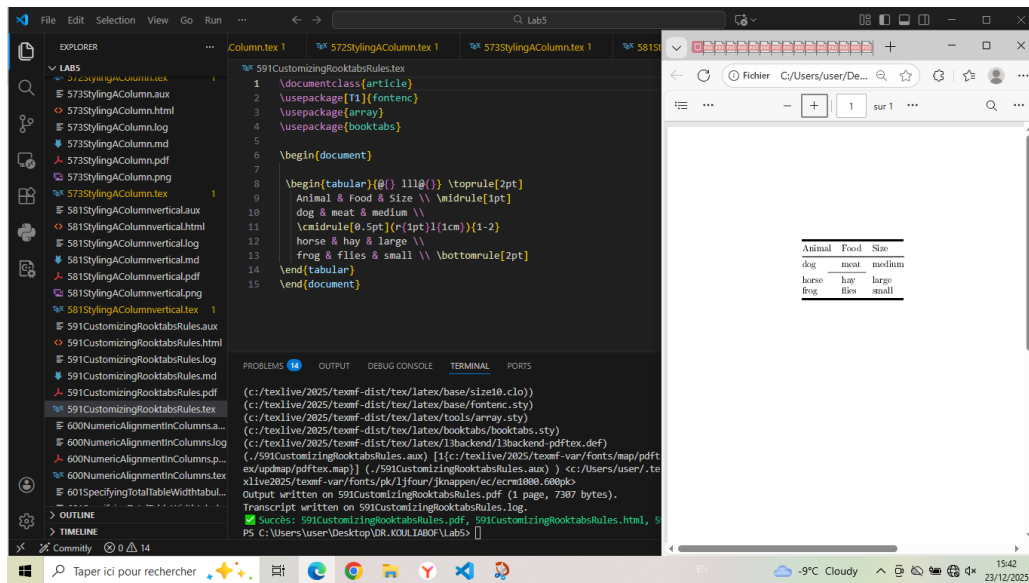 File Edit Selection View Go Run ··· ← → Lab5
EXPLORER ···
LAB5
572StylingAColumn.tex 1
573StylingAColumn.aux
573StylingAColumn.html
573StylingAColumn.log
573StylingAColumn.md
573StylingAColumn.pdf
573StylingAColumn.png
573StylingAColumn.tex 1
581StylingAColumnvertical.aux
581StylingAColumnvertical.html
581StylingAColumnvertical.log
581StylingAColumnvertical.md
581StylingAColumnvertical.pdf
581StylingAColumnvertical.png
581StylingAColumnvertical.tex 1
591CustomizingRooktabsRules.aux
591CustomizingRooktabsRules.html
591CustomizingRooktabsRules.log
591CustomizingRooktabsRules.md
591CustomizingRooktabsRules.pdf
591CustomizingRooktabsRules.tex
600NumericAlignmentInColumns.a...
600NumericAlignmentInColumns.log
600NumericAlignmentInColumns.p...
600NumericAlignmentInColumns.tex
601SpecifyingTotalTableWidthtabul...
OUTLINE
TIMELINE
Column.tex 1 572StylingAColumn.tex 1 573StylingAColumn.tex 1 581St
591CustomizingRooktabsRules.tex
1 \documentclass{article}
2 \usepackage[T1]{fontenc}
3 \usepackage{array}
4 \usepackage{booktabs}
5
6 \begin{document}
7
8 \begin{tabular}{@{} lll@{}} \toprule[2pt]
9 Animal & Food & Size \\ \midrule[1pt]
10 dog & meat & medium \\
11 \cmidrule[0.5pt](r{1pt}l{1cm}){1-2}
12 horse & hay & large \\
13 frog & flies & small \\ \bottomrule[2pt]
14 \end{tabular}
15 \end{document}
PROBLEMS 14 OUTPUT DEBUG CONSOLE TERMINAL PORTS
(c:/texlive/2025/texmf-dist/tex/latex/base/size10.clo))
(c:/texlive/2025/texmf-dist/tex/latex/base/fontenc.sty)
(c:/texlive/2025/texmf-dist/tex/latex/tools/array.sty)
(c:/texlive/2025/texmf-dist/tex/latex/booktabs/booktabs.sty)
(c:/texlive/2025/texmf-dist/tex/latex/l3backend/l3backend-pdftex.def)
(./591CustomizingRooktabsRules.aux) [1{c:/texlive/2025/texmf-var/fonts/map/pdft
ex/updmap/pdftex.map}] (./591CustomizingRooktabsRules.aux) ) <c:/Users/user/.te
xlive2025/texmf-var/fonts/pk/ljfour/jknappen/ec/ecrm1000.600pk>
Output written on 591CustomizingRooktabsRules.pdf (1 page, 7307 bytes).
Transcript written on 591CustomizingRooktabsRules.log.
✅ Succès: 591CustomizingRooktabsRules.pdf, 591CustomizingRooktabsRules.html, 5
PS C:\Users\user\Desktop\DR.KOULIABOF\Lab5>
Fichier C:/Users/user/De...
1 sur 1
Animal Food Size
dog meat medium
horse hay large
frog flies small
Commitly 0 14
Taper ici pour rechercher
EN -9°C Cloudy 15:42
23/12/2025